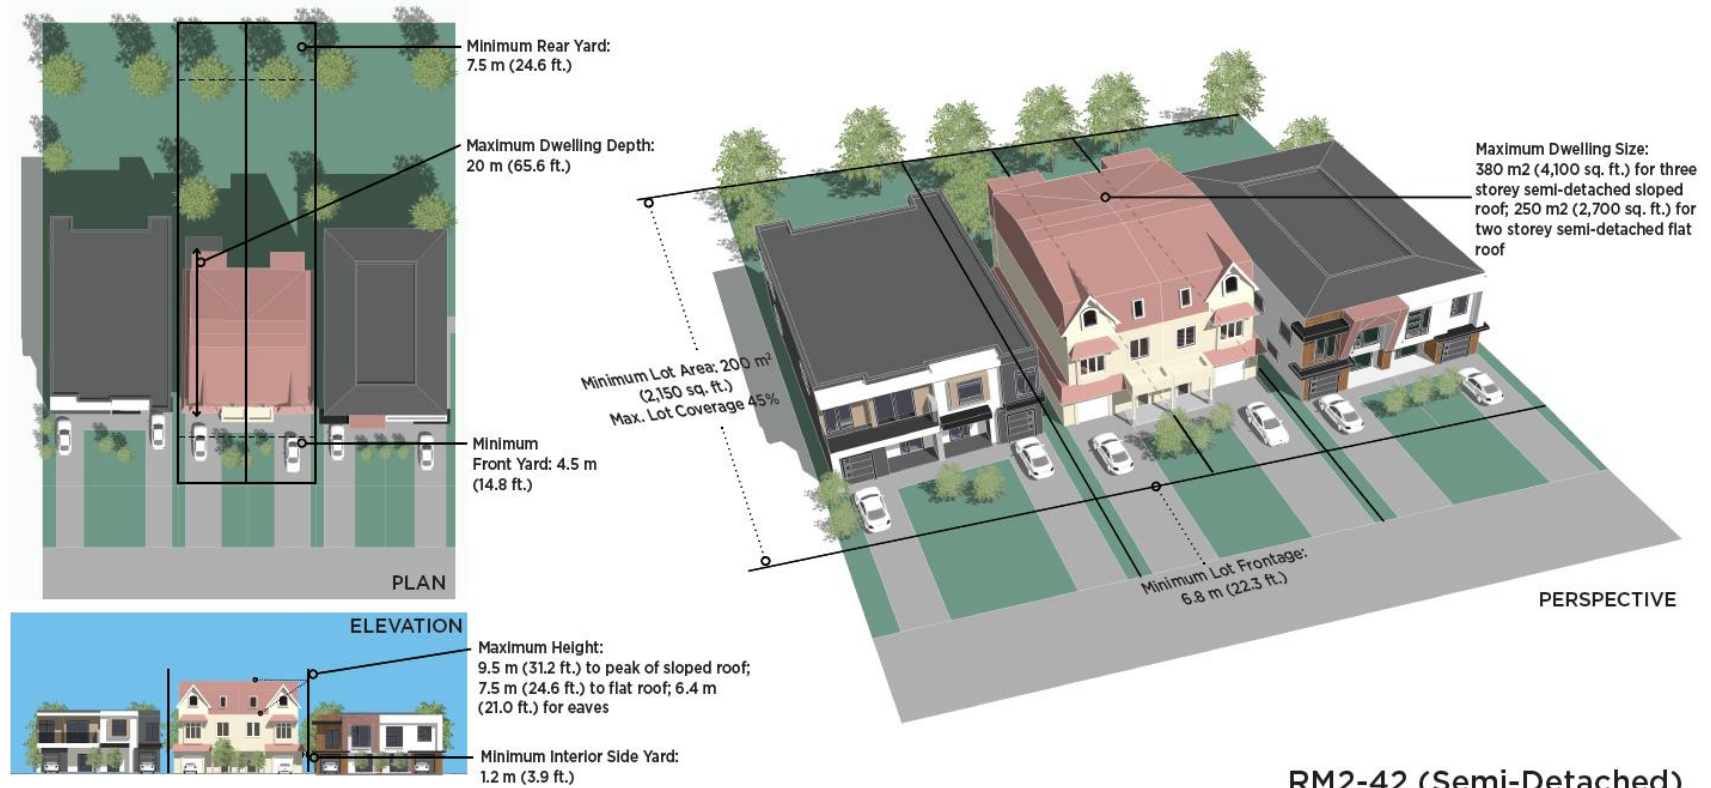 Minimum Rear Yard:
7.5 m (24.6 ft.)
Maximum Dwelling Depth:
20 m (65.6 ft.)
Minimum
Front Yard: 4.5 m
(14.8 ft.)
PLAN
ELEVATION
Maximum Height:
9.5 m (31.2 ft.) to peak of sloped roof;
7.5 m (24.6 ft.) to flat roof; 6.4 m
(21.0 ft.) for eaves
Minimum Interior Side Yard:
1.2 m (3.9 ft.)
Minimum Lot Area: 200 m²
(2,150 sq. ft.)
Max. Lot Coverage 45%
Maximum Dwelling Size:
380 m2 (4,100 sq. ft.) for three
storey semi-detached sloped
roof; 250 m2 (2,700 sq. ft.) for
two storey semi-detached flat
roof
Minimum Lot Frontage:
6.8 m (22.3 ft.)
PERSPECTIVE
RM2-42 (Semi-Detached)